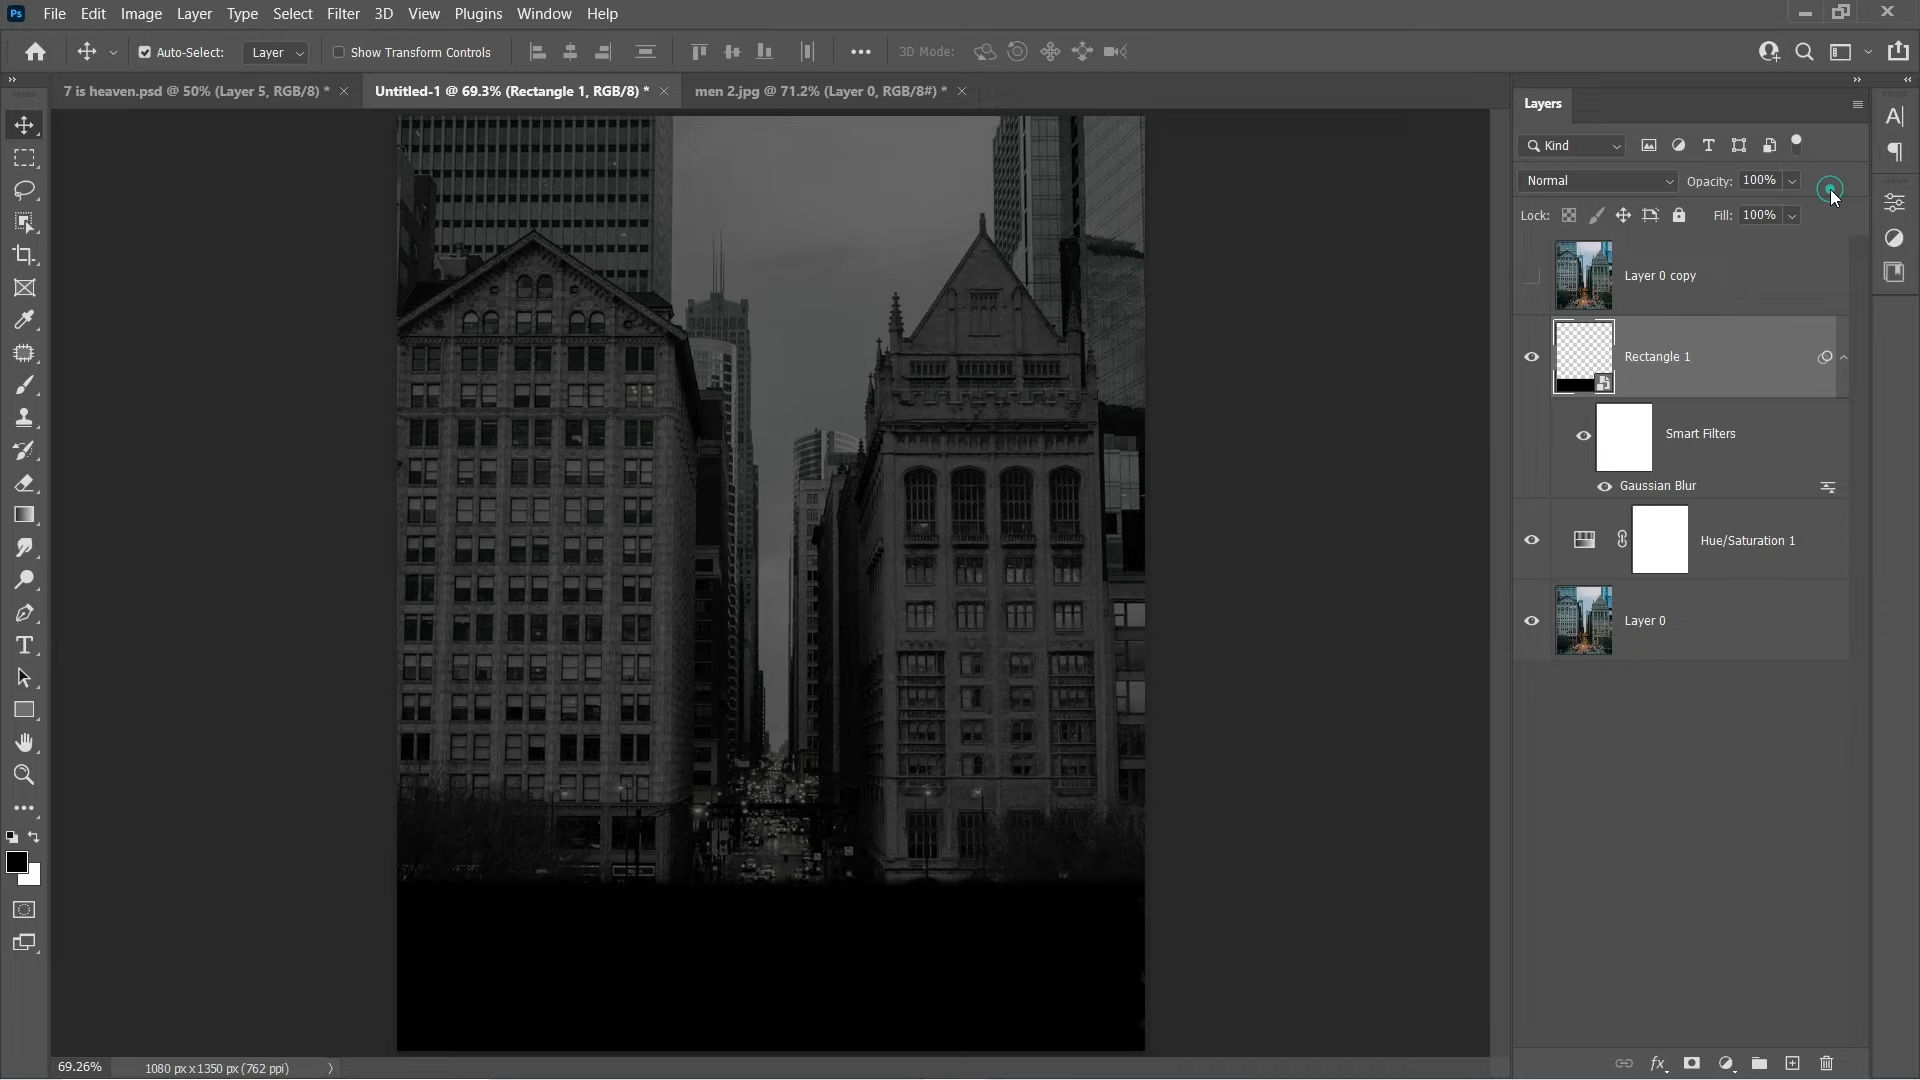 Ps File Edit Image Layer Type Select Filter 3D View Plugins Window Help
Auto-Select: Layer Show Transform Controls 3D Mode:
7 is heaven.psd @ 50% (Layer 5, RGB/8) * Untitled-1 @ 69.3% (Rectangle 1, RGB/8) * men 2.jpg @ 71.2% (Layer 0, RGB/8#) *
Layers
Kind
Normal Opacity: 100%
Lock: Fill: 100%
Layer 0 copy
Rectangle 1
Smart Filters
Gaussian Blur
Hue/Saturation 1
Layer 0
69.26% 1080 px x 1350 px (762 ppi)